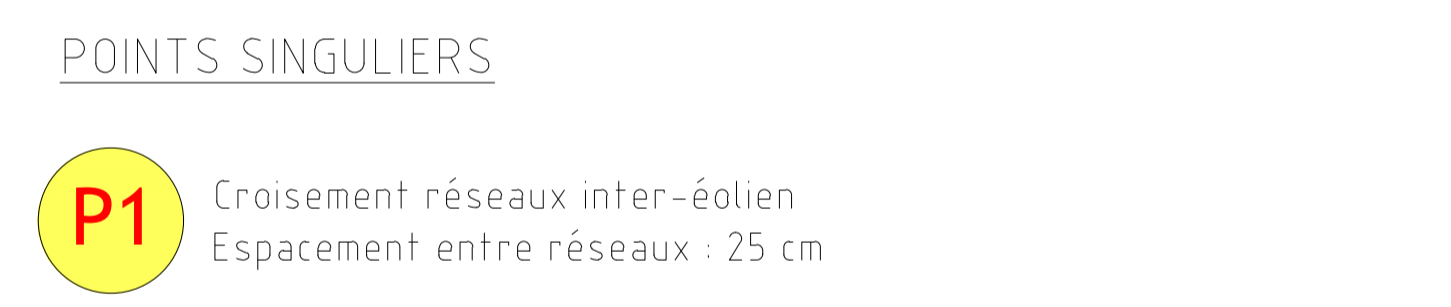 POINTS SINGULIERS
P1
Croisement réseaux inter-éolien
Espacement entre réseaux : 25 cm